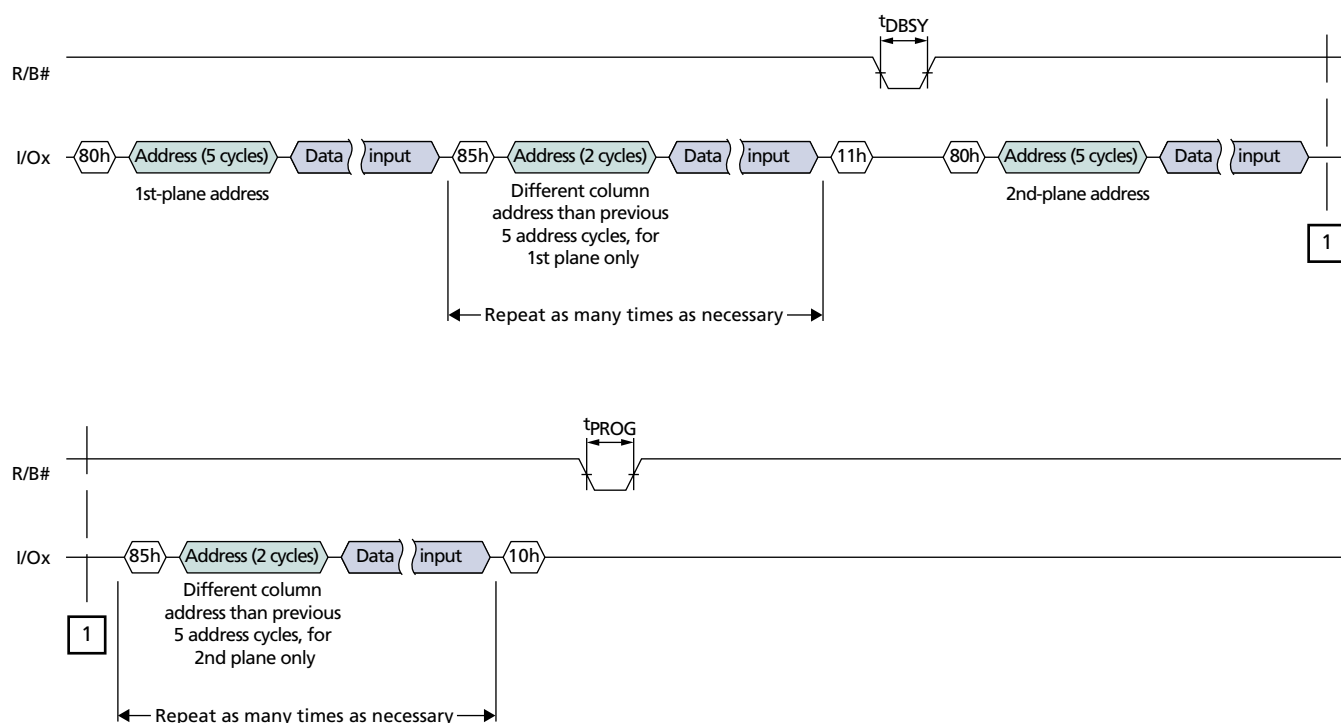 tDBSY
R/B#
I/Ox 80h Address (5 cycles) Data input 85h Address (2 cycles) Data input 11h 80h Address (5 cycles) Data input
1st-plane address
Different column
address than previous
5 address cycles, for
1st plane only
2nd-plane address
1
Repeat as many times as necessary
tPROG
R/B#
I/Ox 85h Address (2 cycles) Data input 10h
Different column
address than previous
5 address cycles, for
2nd plane only
1
Repeat as many times as necessary